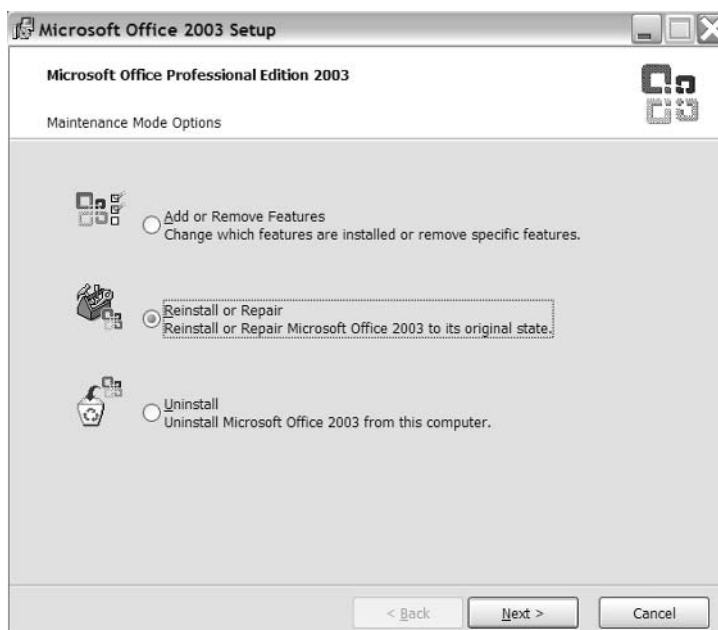 Microsoft Office 2003 Setup
Microsoft Office Professional Edition 2003
Maintenance Mode Options
Add or Remove Features
Change which features are installed or remove specific features.
Reinstall or Repair
Reinstall or Repair Microsoft Office 2003 to its original state.
Uninstall
Uninstall Microsoft Office 2003 from this computer.
< Back
Next >
Cancel